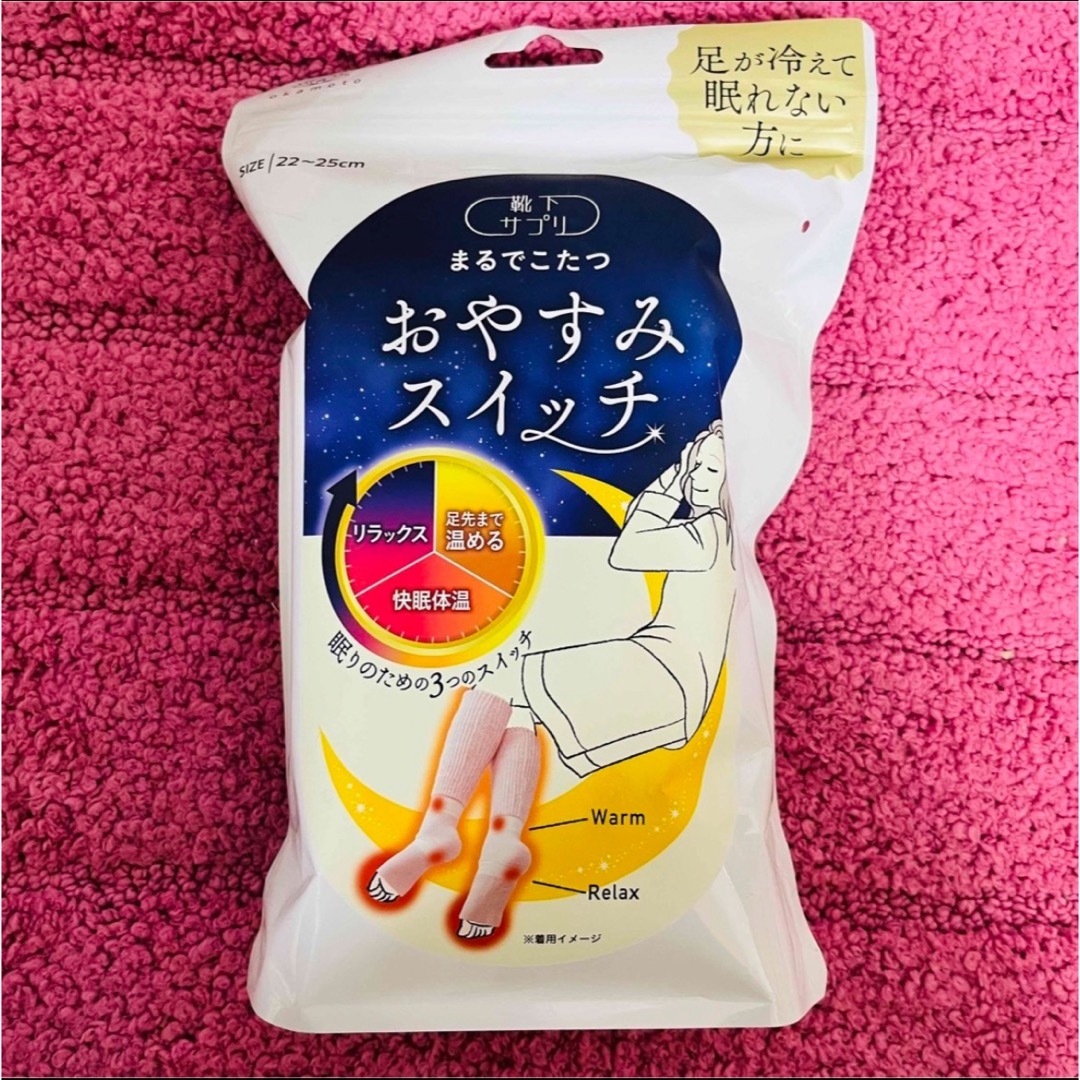 okamoto
SIZE 22~25cm
足が冷えて
眠れない
方に
靴下
サプリ
まるでこたつ
おやすみ
スイッチ
リラックス
足先まで
温める
快眠体温
眠りのための3つのスイッチ
Warm
Relax
※着用イメージ